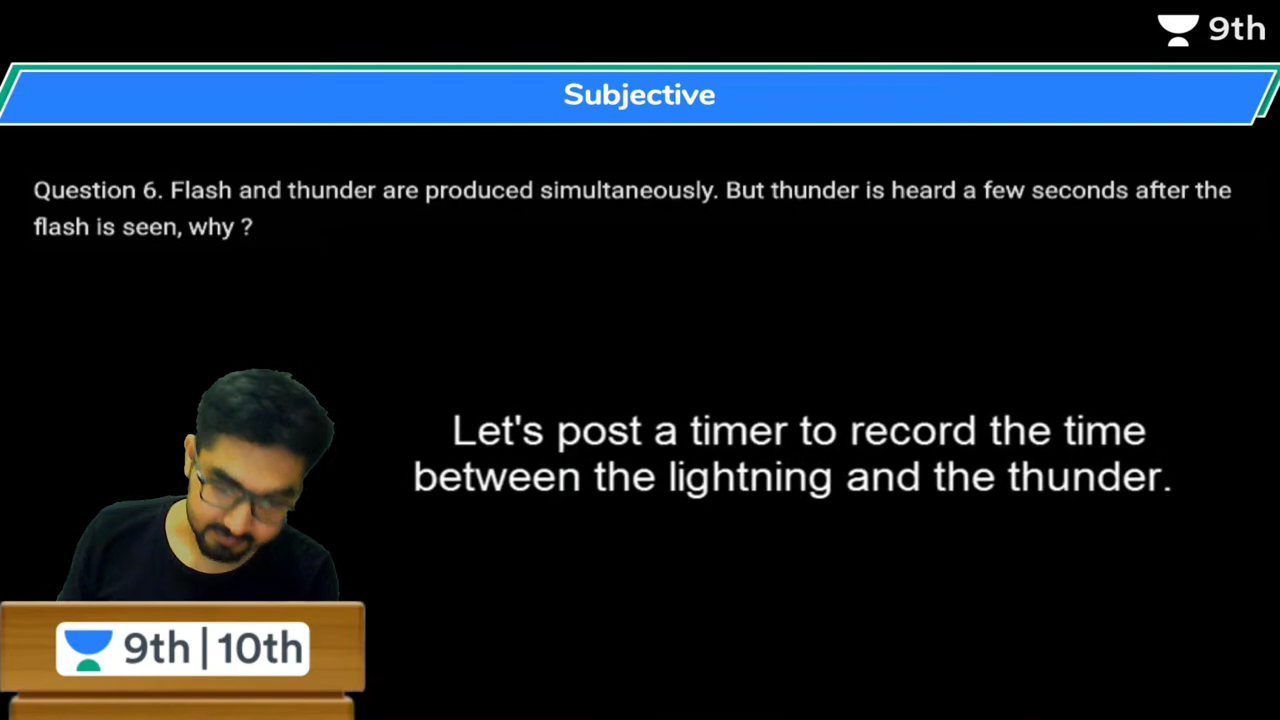 9th
Subjective
Question 6. Flash and thunder are produced simultaneously. But thunder is heard a few seconds after the
flash is seen, why ?
Let's post a timer to record the time
between the lightning and the thunder.
9th | 10th